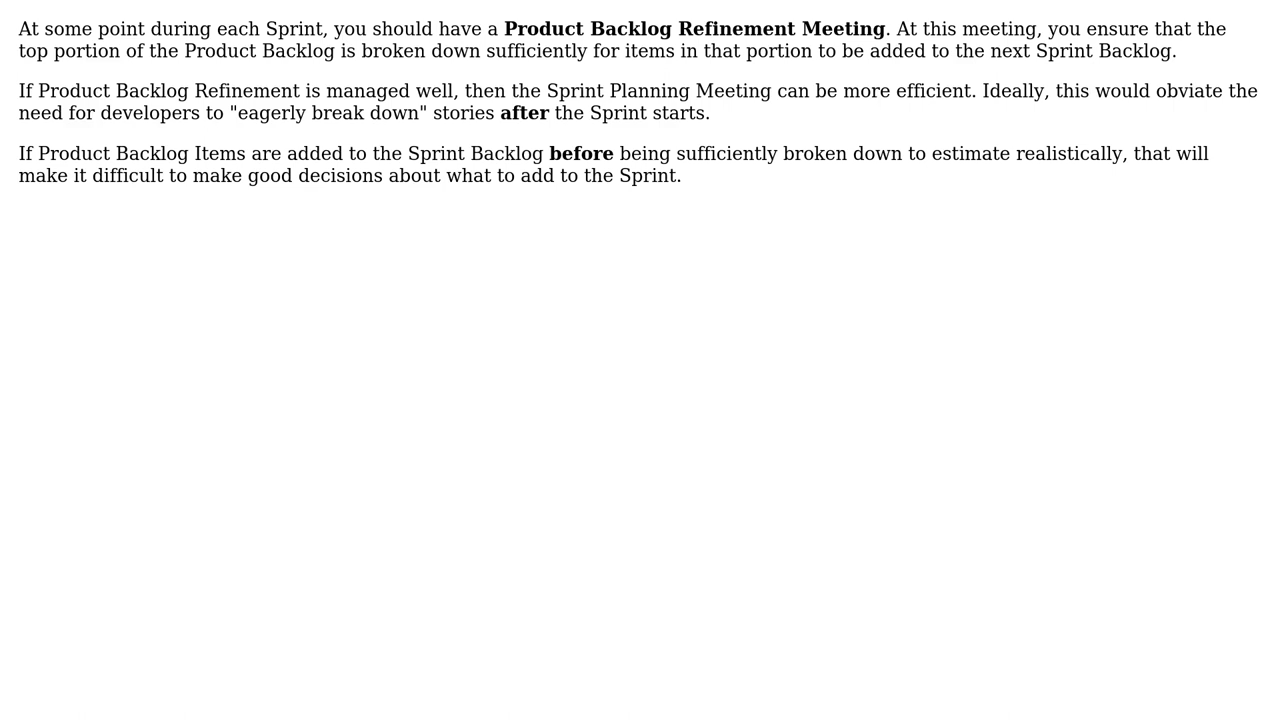 At some point during each Sprint, you should have a Product Backlog Refinement Meeting. At this meeting, you ensure that the
top portion of the Product Backlog is broken down sufficiently for items in that portion to be added to the next Sprint Backlog.
If Product Backlog Refinement is managed well, then the Sprint Planning Meeting can be more efficient. Ideally, this would obviate the
need for developers to "eagerly break down" stories after the Sprint starts.
If Product Backlog Items are added to the Sprint Backlog before being sufficiently broken down to estimate realistically, that will
make it difficult to make good decisions about what to add to the Sprint.